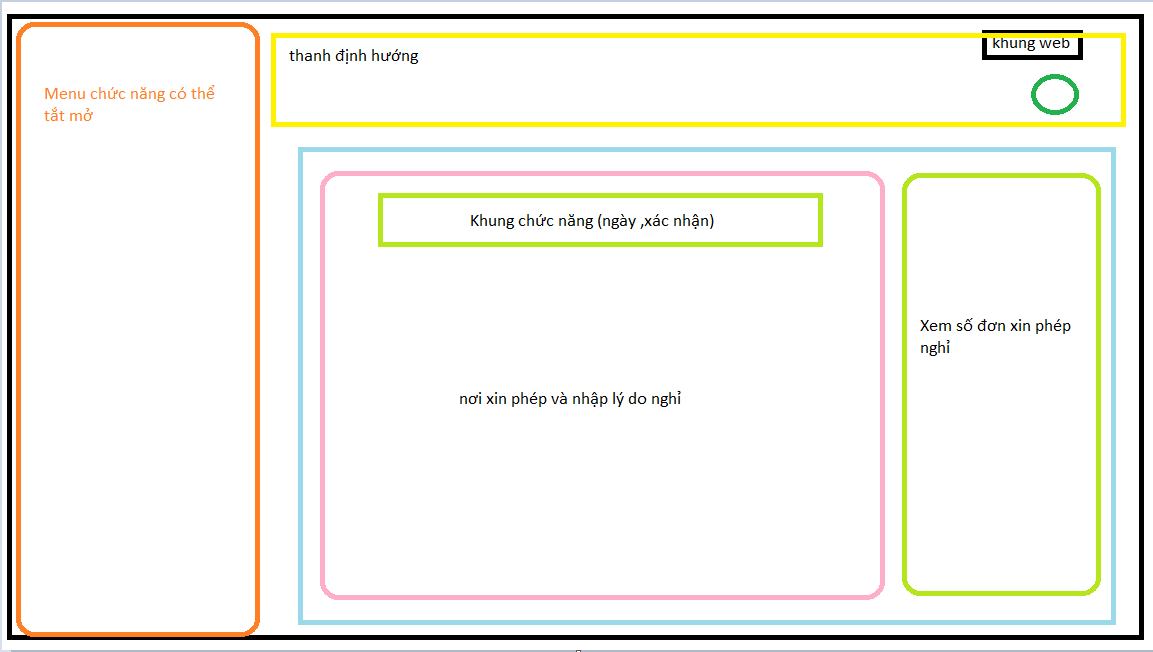 thanh định hướng
khung web
Menu chức năng có thể
tắt mở
Khung chức năng (ngày ,xác nhận)
Xem số đơn xin phép
nghỉ
nơi xin phép và nhập lý do nghỉ